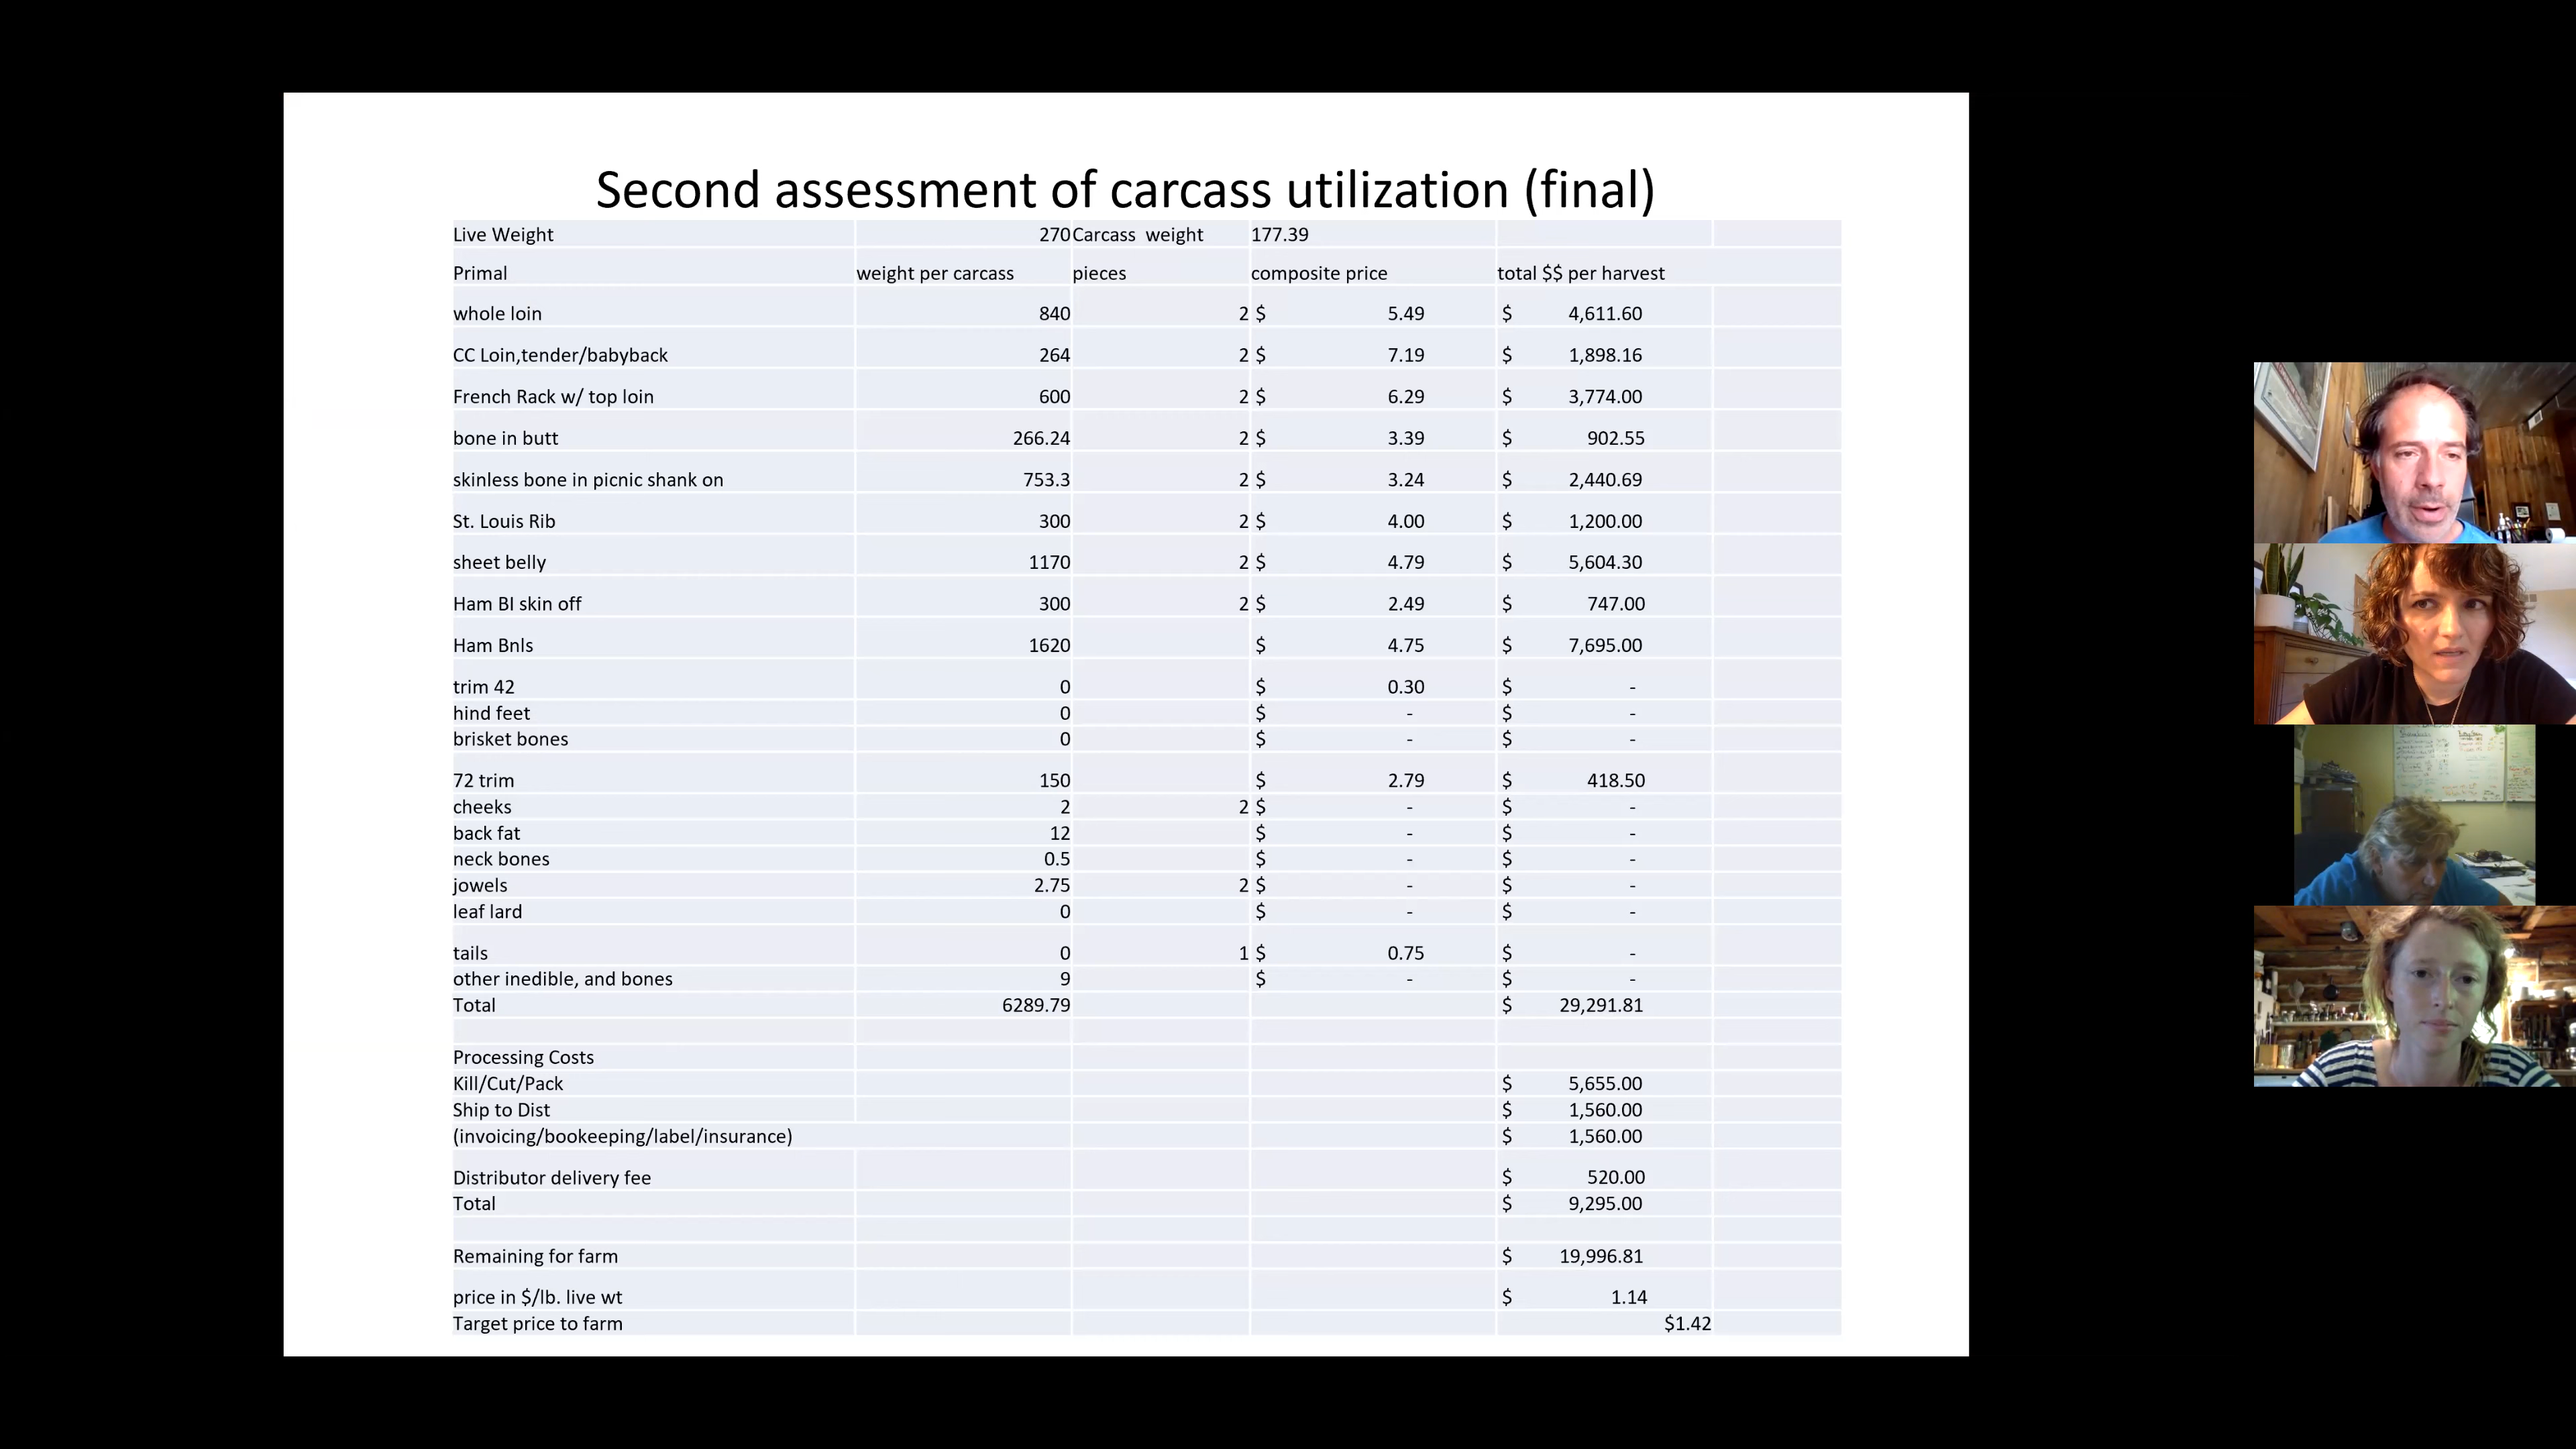 Second assessment of carcass utilization (final)
Live Weight 270 Carcass weight 177.39
Primal weight per carcass pieces composite price total $$ per harvest
whole loin 840 2 $ 5.49 $ 4,611.60
CC Loin,tender/babyback 264 2 $ 7.19 $ 1,898.16
French Rack w/ top loin 600 2 $ 6.29 $ 3,774.00
bone in butt 266.24 2 $ 3.39 $ 902.55
skinless bone in picnic shank on 753.3 2 $ 3.24 $ 2,440.69
St. Louis Rib 300 2 $ 4.00 $ 1,200.00
sheet belly 1170 2 $ 4.79 $ 5,604.30
Ham BI skin off 300 2 $ 2.49 $ 747.00
Ham Bnls 1620 $ 4.75 $ 7,695.00
trim 42 0 $ 0.30 $ -
hind feet 0 $ - $ -
brisket bones 0 $ - $ -
72 trim 150 $ 2.79 $ 418.50
cheeks 2 2 $ - $ -
back fat 12 $ - $ -
neck bones 0.5 $ - $ -
jowels 2.75 2 $ - $ -
leaf lard 0 $ - $ -
tails 0 1 $ 0.75 $ -
other inedible, and bones 9 $ - $ -
Total 6289.79 $ 29,291.81
Processing Costs
Kill/Cut/Pack $ 5,655.00
Ship to Dist $ 1,560.00
(invoicing/bookeeping/label/insurance) $ 1,560.00
Distributor delivery fee $ 520.00
Total $ 9,295.00
Remaining for farm $ 19,996.81
price in $/lb. live wt $ 1.14
Target price to farm $1.42